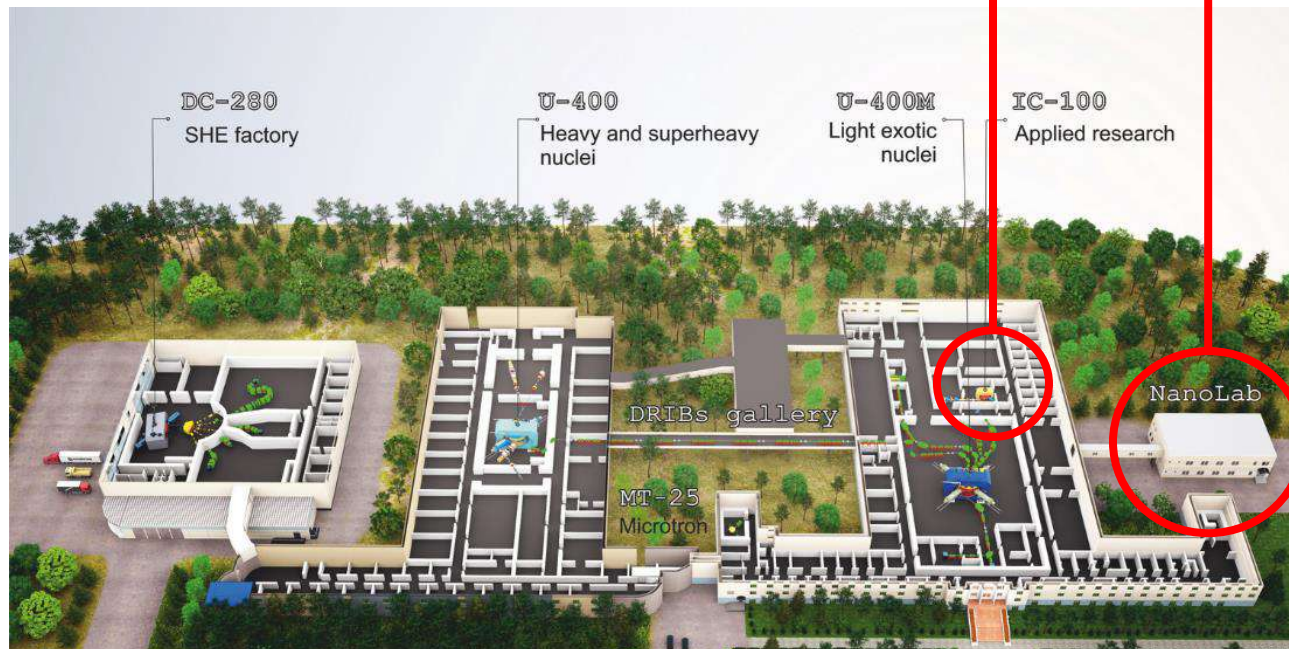 DC-280
SHE factory
U-400
Heavy and superheavy
nuclei
U-400M
Light exotic
nuclei
IC-100
Applied research
NanoLab
DRIBs gallery
MT-25
Microtron